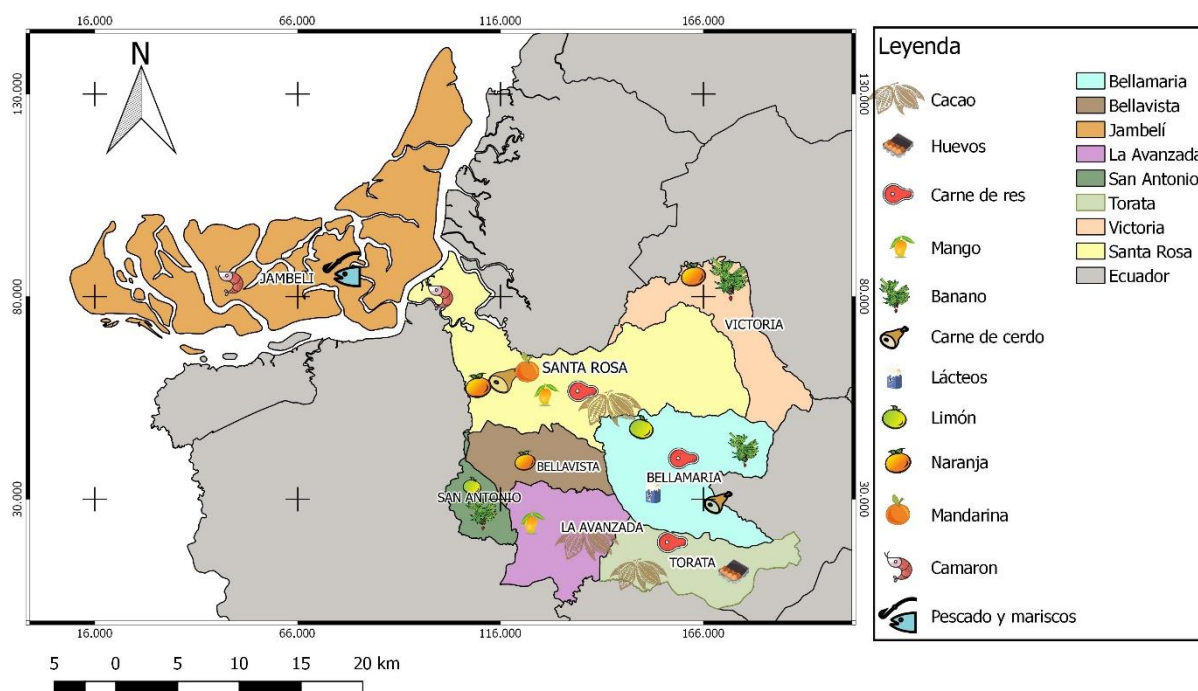 16.000 66.000 116.000 166.000
N
130.000 130.000
80.000 80.000
30.000 30.000
JAMBELI
VICTORIA
SANTA ROSA
BELLAVISTA
BELLAMARIA
SAN ANTONIO
LA AVANZADA
TORATA
16.000 66.000 116.000 166.000
5 0 5 10 15 20 km
Leyenda
Cacao
Huevos
Carne de res
Mango
Banano
Carne de cerdo
Lácteos
Limón
Naranja
Mandarina
Camaron
Pescado y mariscos
Bellamaria
Bellavista
Jambelí
La Avanzada
San Antonio
Torata
Victoria
Santa Rosa
Ecuador